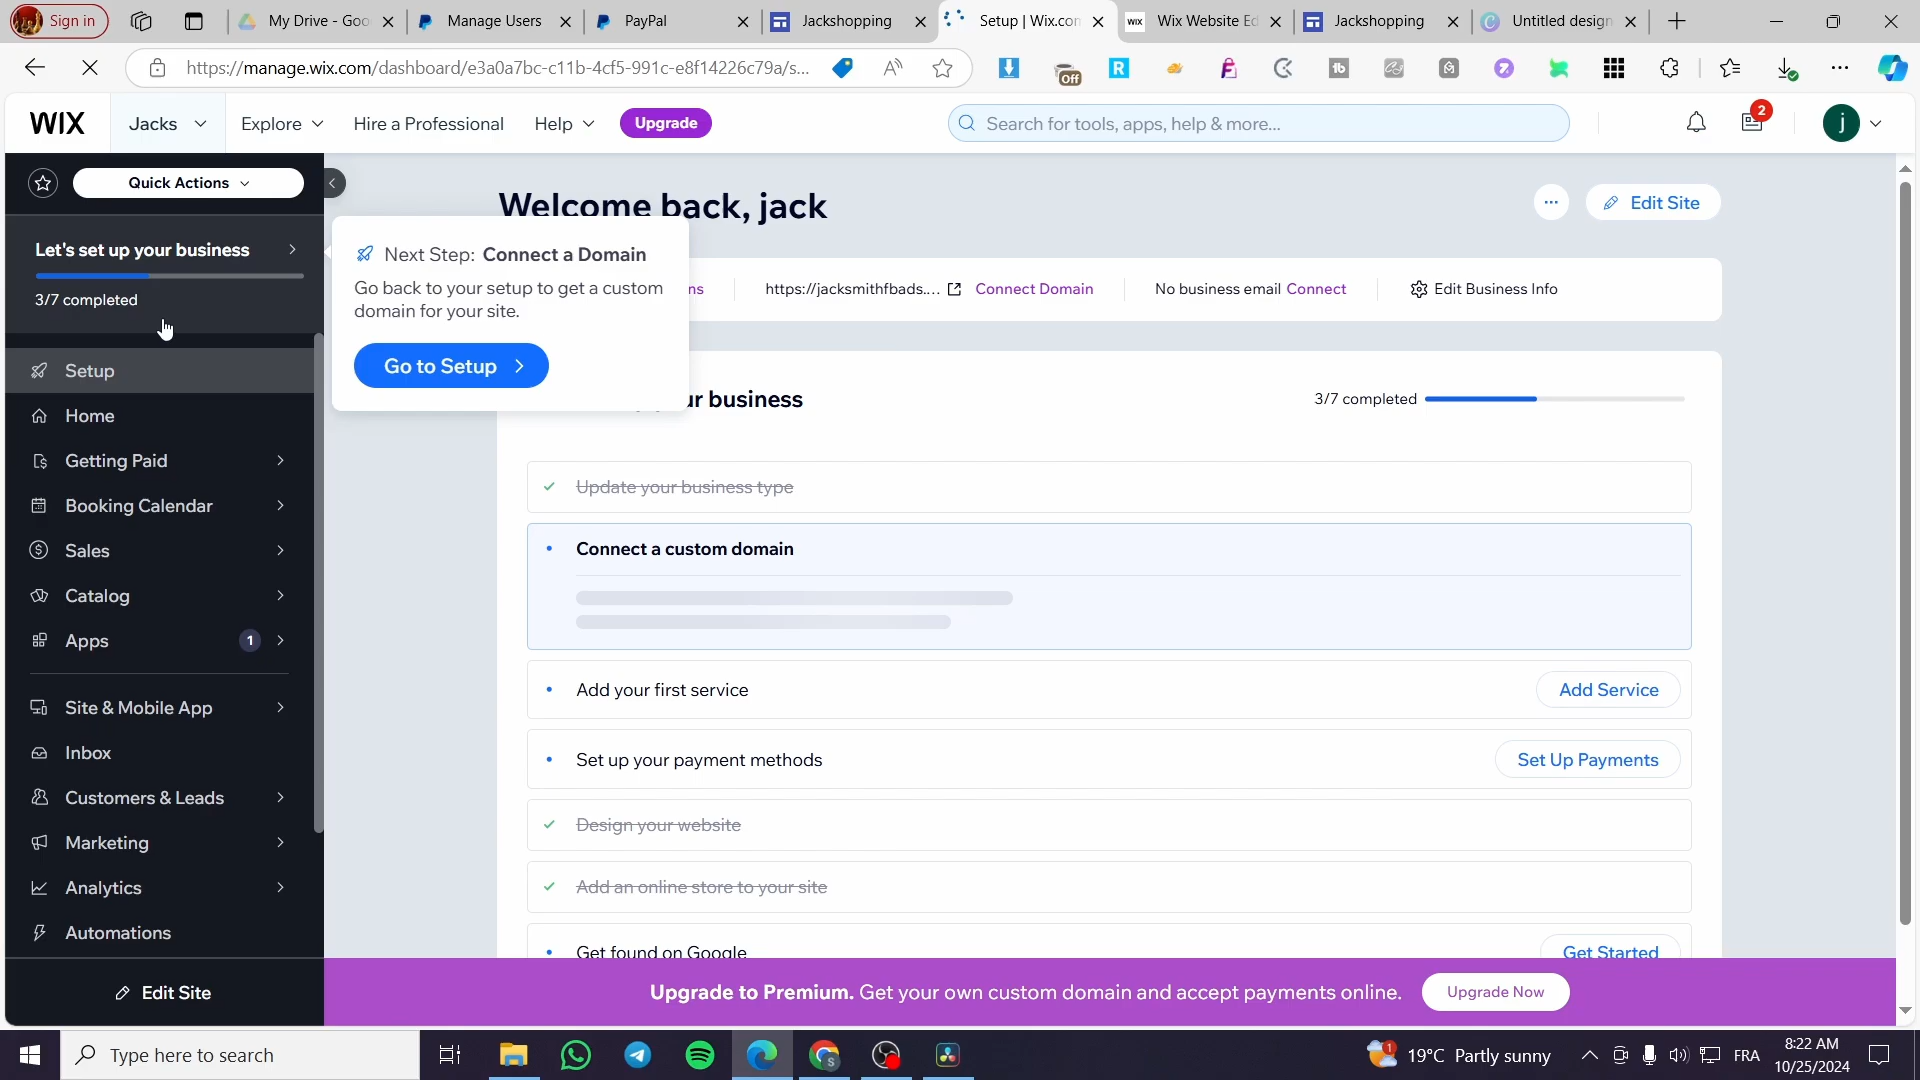 Sign in
My Drive - Goo
Manage Users
PayPal
Jackshopping
Setup | Wix.com
WIX
Wix Website Ed
Jackshopping
Untitled design
https://manage.wix.com/dashboard/e3a0a7bc-c11b-4cf5-991c-e8f14226c79a/s...
Off
WIX
Jacks
Explore
Hire a Professional
Help
Upgrade
Search for tools, apps, help & more...
2
j
Quick Actions
Welcome back, jack
Edit Site
Let's set up your business
3/7 completed
Next Step: Connect a Domain
Go back to your setup to get a custom
domain for your site.
Go to Setup
ns
https://jacksmithfbads....
Connect Domain
No business email Connect
Edit Business Info
ur business
3/7 completed
Setup
Home
Getting Paid
Booking Calendar
Sales
Catalog
Apps
1
Site & Mobile App
Inbox
Customers & Leads
Marketing
Analytics
Automations
Edit Site
Update your business type
Connect a custom domain
Add your first service
Add Service
Set up your payment methods
Set Up Payments
Design your website
Add an online store to your site
Get found on Google
Get Started
Upgrade to Premium. Get your own custom domain and accept payments online.
Upgrade Now
Type here to search
1
19°C Partly sunny
FRA
8:22 AM
10/25/2024